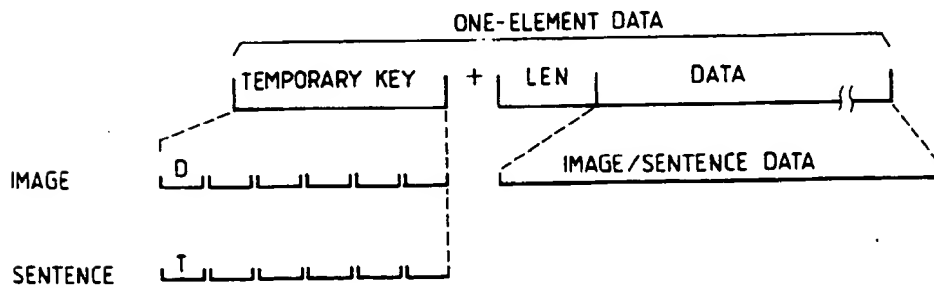 ONE-ELEMENT DATA
TEMPORARY KEY + LEN DATA
IMAGE D IMAGE/SENTENCE DATA
SENTENCE T